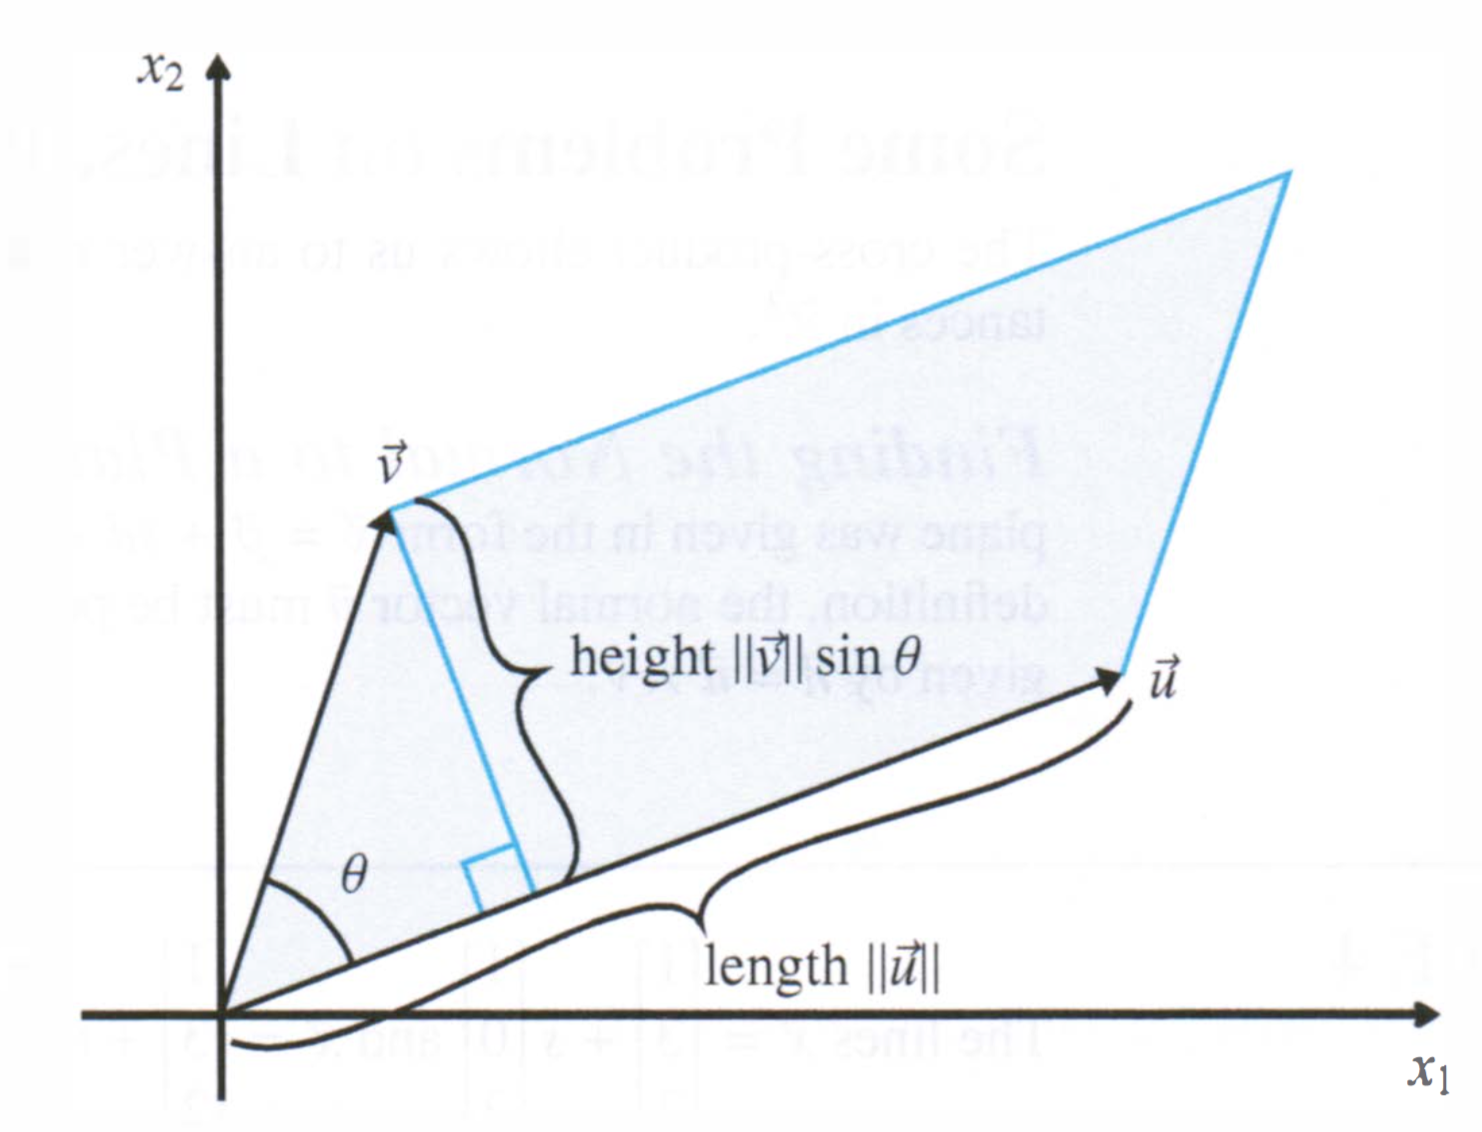 x₂
v⃗
height ||v⃗|| sin θ
u⃗
θ
length ||u⃗||
x₁